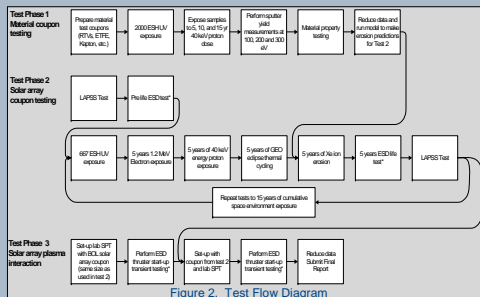 Test Phase 1
Material coupon
testing
Prepare material
test coupons
(RTVs, ETFE,
Kapton, etc.)
2000 ESH UV
exposure
Expose samples
to 5, 10, and 15 yr
40 keV proton
dose
Perform sputter
yield
measurements at
100, 200 and 300
eV
Material property
testing
Reduce data and
run model to make
erosion predictions
for Test 2
Test Phase 2
Solar array
coupon testing
LAPSS Test
Pre life ESD test*
667 ESH UV
exposure
5 years 1.2 MeV
Electron exposure
5 years of 40 keV
energy proton
exposure
5 years of GEO
eclipse thermal
cycling
5 years of Xe ion
erosion
5 years ESD life
test*
LAPSS Test
Repeat tests to 15 years of cumulative
space environment exposure
Test Phase 3
Solar array plasma
interaction
Set-up lab SPT
with BOL solar
array coupon
(same size as
used in test 2)
Perform ESD
thruster start-up
transient testing*
Set-up with
coupon from test 2
and lab SPT
Perform ESD
thruster start-up
transient testing*
Reduce data
Submit Final
Report
Figure 2. Test Flow Diagram